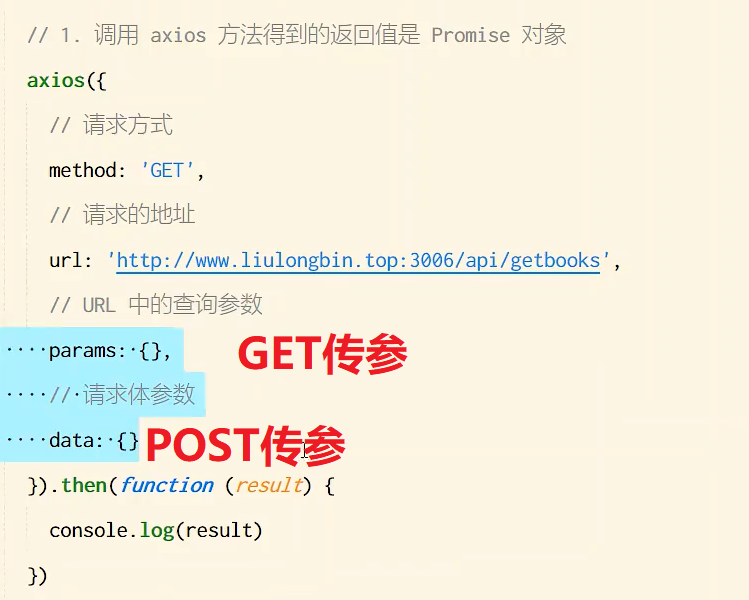 // 1. 调用 axios 方法得到的返回值是 Promise 对象
axios({
// 请求方式
method: 'GET',
// 请求的地址
url: 'http://www.liulongbin.top:3006/api/getbooks',
// URL 中的查询参数
····params:·{}, GET传参
····//·请求体参数
····data:·{} POST传参
}).then(function (result) {
console.log(result)
})